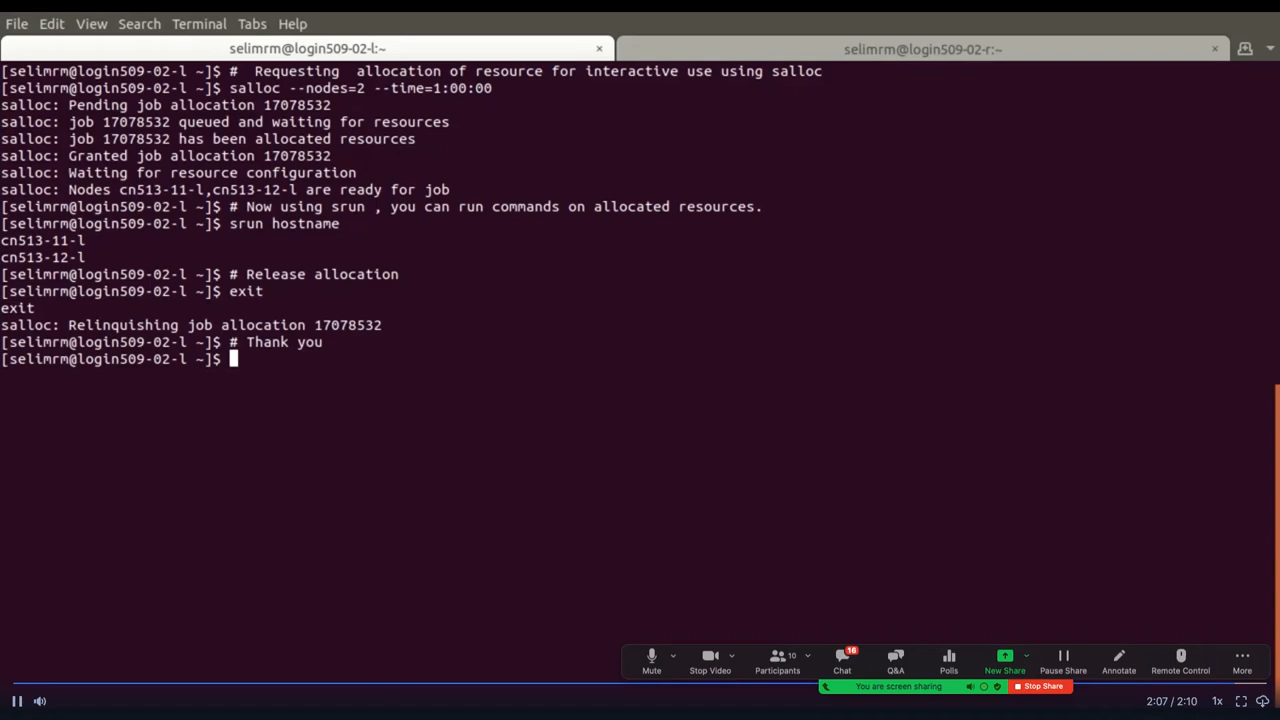 File Edit View Search Terminal Tabs Help
selimrm@login509-02-l:~ × selimrm@login509-02-r:~ ×
[selimrm@login509-02-l ~]$ #  Requesting  allocation of resource for interactive use using salloc
[selimrm@login509-02-l ~]$ salloc --nodes=2 --time=1:00:00
salloc: Pending job allocation 17078532
salloc: job 17078532 queued and waiting for resources
salloc: job 17078532 has been allocated resources
salloc: Granted job allocation 17078532
salloc: Waiting for resource configuration
salloc: Nodes cn513-11-l,cn513-12-l are ready for job
[selimrm@login509-02-l ~]$ # Now using srun , you can run commands on allocated resources.
[selimrm@login509-02-l ~]$ srun hostname
cn513-11-l
cn513-12-l
[selimrm@login509-02-l ~]$ # Release allocation
[selimrm@login509-02-l ~]$ exit
exit
salloc: Relinquishing job allocation 17078532
[selimrm@login509-02-l ~]$ # Thank you
[selimrm@login509-02-l ~]$
10 16
Mute Stop Video Participants Chat Q&A Polls New Share Pause Share Annotate Remote Control More
You are screen sharing Stop Share
2:07 / 2:10 1x